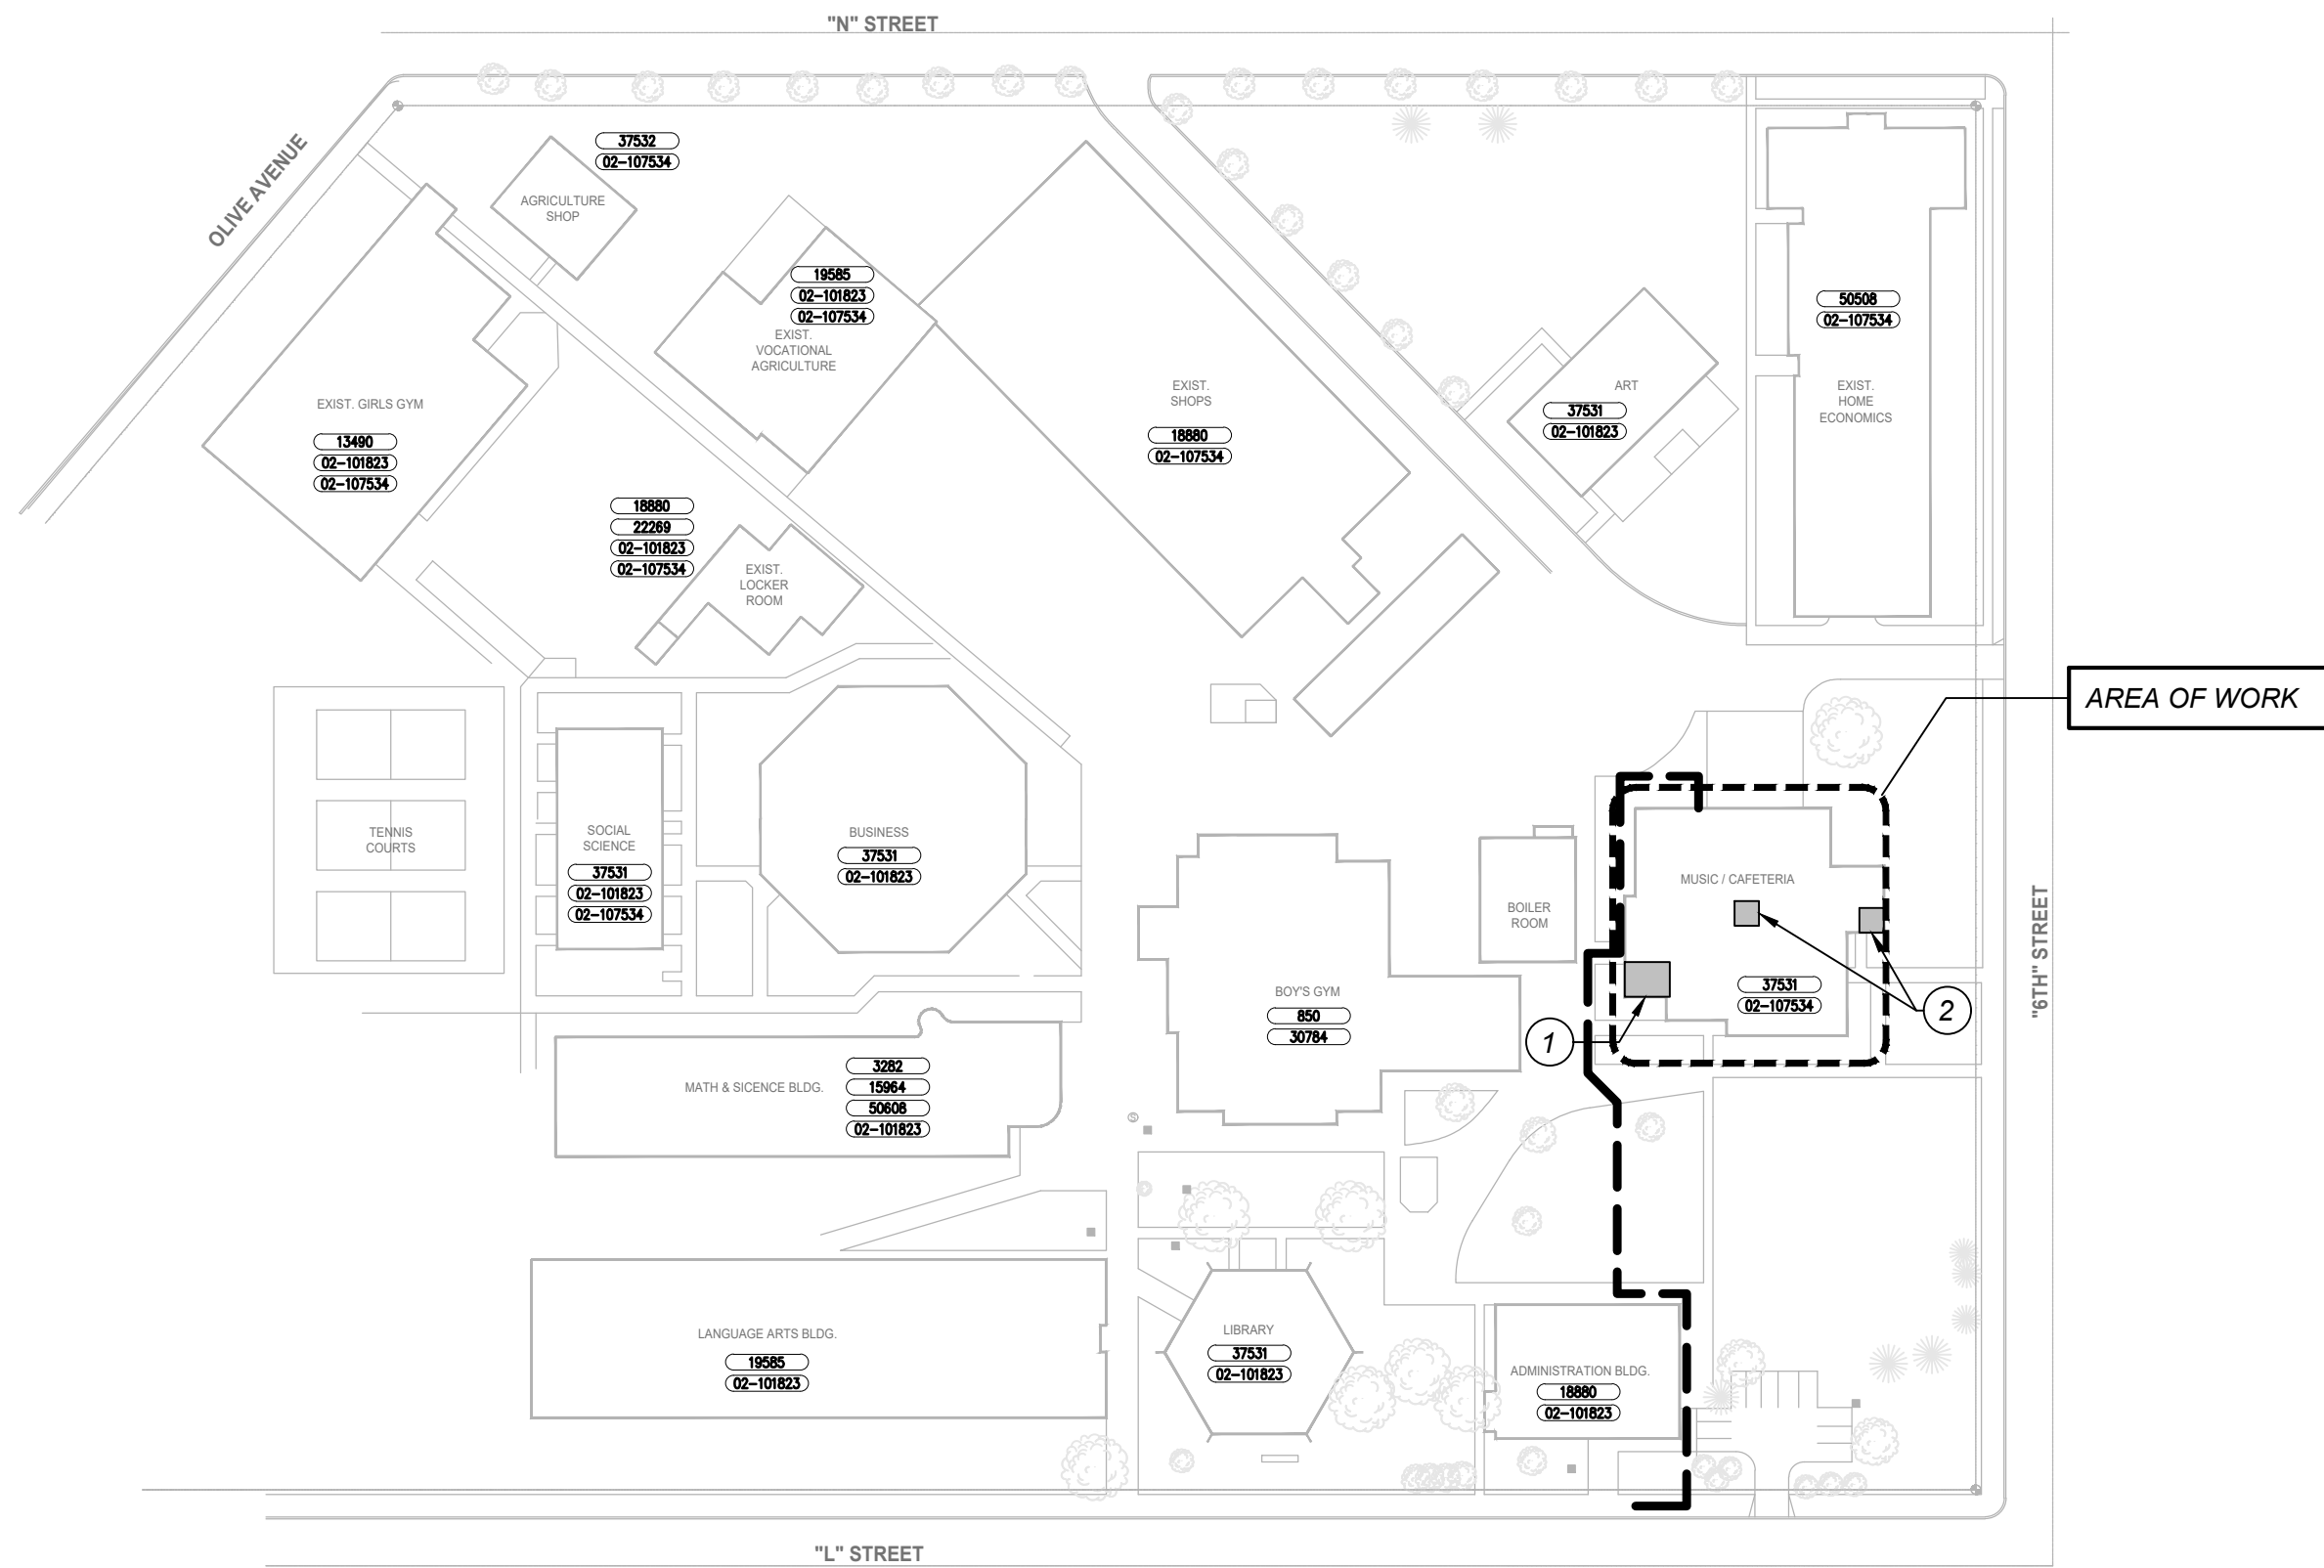 "N" STREET
OLIVE AVENUE
37532
02-107534
AGRICULTURE
SHOP
19585
02-101823
02-107534
EXIST.
VOCATIONAL
AGRICULTURE
50508
02-107534
EXIST.
HOME
ECONOMICS
EXIST.
SHOPS
18880
02-107534
ART
37531
02-101823
EXIST. GIRLS GYM
13490
02-101823
02-107534
18880
22269
02-101823
02-107534
EXIST.
LOCKER
ROOM
AREA OF WORK
TENNIS
COURTS
SOCIAL
SCIENCE
37531
02-101823
02-107534
BUSINESS
37531
02-101823
BOILER
ROOM
MUSIC / CAFETERIA
37531
02-107534
"6TH" STREET
BOY'S GYM
850
30784
1
2
MATH & SICENCE BLDG.
3282
15964
50608
02-101823
S
LANGUAGE ARTS BLDG.
19585
02-101823
LIBRARY
37531
02-101823
ADMINISTRATION BLDG.
18880
02-101823
"L" STREET